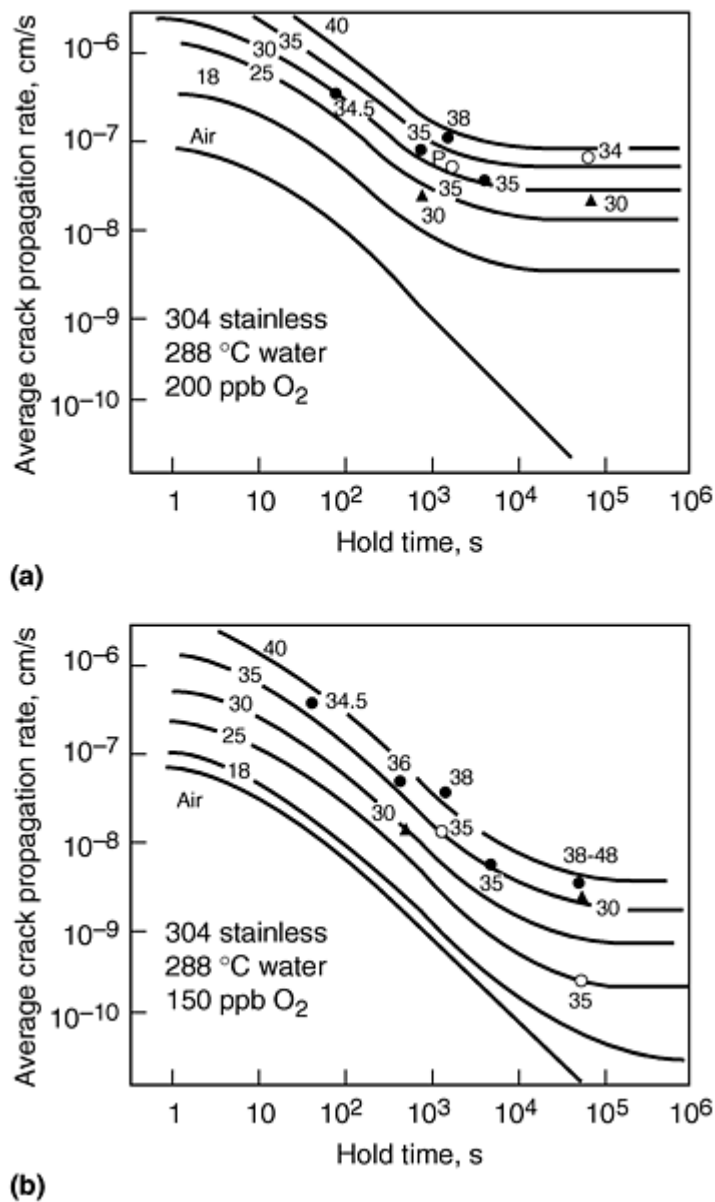 Average crack propagation rate, cm/s
10⁻⁶
10⁻⁷
10⁻⁸
10⁻⁹
10⁻¹⁰
40
35
30
25
18
Air
34.5
38
35
P
34
35
35
30
30
304 stainless
288 °C water
200 ppb O₂
1 10 10² 10³ 10⁴ 10⁵ 10⁶
Hold time, s
(a)
Average crack propagation rate, cm/s
10⁻⁶
10⁻⁷
10⁻⁸
10⁻⁹
10⁻¹⁰
40
35
30
25
18
Air
34.5
36
38
30
35
35
38-48
30
35
304 stainless
288 °C water
150 ppb O₂
1 10 10² 10³ 10⁴ 10⁵ 10⁶
Hold time, s
(b)